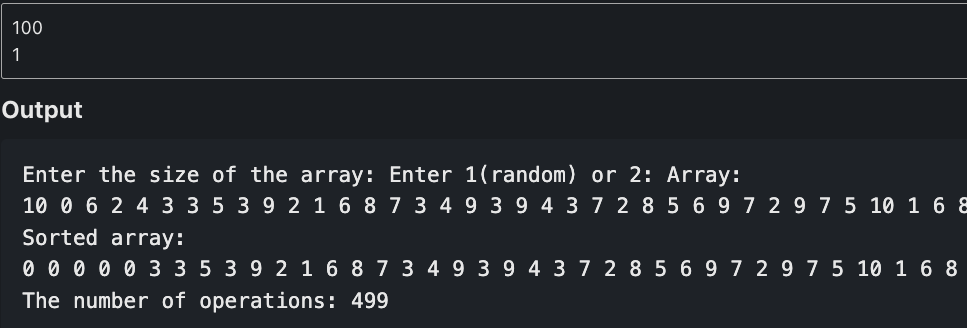 100
1
Output
Enter the size of the array: Enter 1(random) or 2: Array:
10 0 6 2 4 3 3 5 3 9 2 1 6 8 7 3 4 9 3 9 4 3 7 2 8 5 6 9 7 2 9 7 5 10 1 6 8
Sorted array:
0 0 0 0 0 3 3 5 3 9 2 1 6 8 7 3 4 9 3 9 4 3 7 2 8 5 6 9 7 2 9 7 5 10 1 6 8
The number of operations: 499